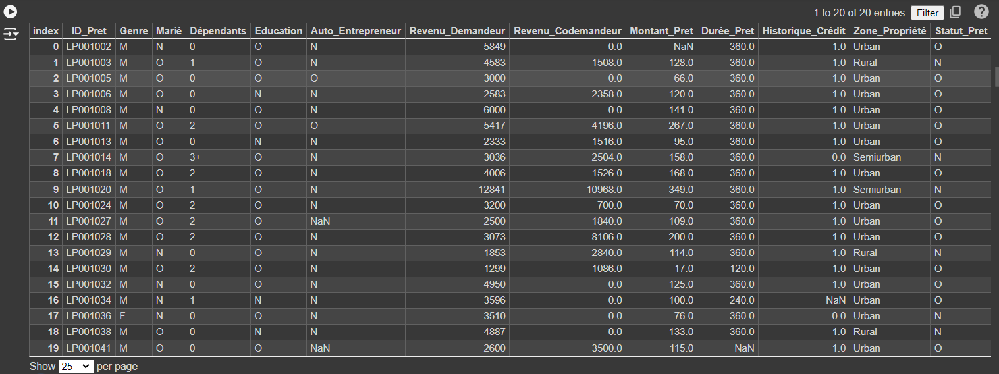 1 to 20 of 20 entries Filter ?
index ID_Pret Genre Marié Dépendants Education Auto_Entrepreneur Revenu_Demandeur Revenu_Codemandeur Montant_Pret Durée_Pret Historique_Crédit Zone_Propriété Statut_Pret
0 LP001002 M N 0 O N 5849 0.0 NaN 360.0 1.0 Urban O
1 LP001003 M O 1 O N 4583 1508.0 128.0 360.0 1.0 Rural N
2 LP001005 M O 0 O O 3000 0.0 66.0 360.0 1.0 Urban O
3 LP001006 M O 0 N N 2583 2358.0 120.0 360.0 1.0 Urban O
4 LP001008 M N 0 O N 6000 0.0 141.0 360.0 1.0 Urban O
5 LP001011 M O 2 O O 5417 4196.0 267.0 360.0 1.0 Urban O
6 LP001013 M O 0 N N 2333 1516.0 95.0 360.0 1.0 Urban O
7 LP001014 M O 3+ O N 3036 2504.0 158.0 360.0 0.0 Semiurban N
8 LP001018 M O 2 O N 4006 1526.0 168.0 360.0 1.0 Urban O
9 LP001020 M O 1 O N 12841 10968.0 349.0 360.0 1.0 Semiurban N
10 LP001024 M O 2 O N 3200 700.0 70.0 360.0 1.0 Urban O
11 LP001027 M O 2 O NaN 2500 1840.0 109.0 360.0 1.0 Urban O
12 LP001028 M O 2 O N 3073 8106.0 200.0 360.0 1.0 Urban O
13 LP001029 M N 0 O N 1853 2840.0 114.0 360.0 1.0 Rural N
14 LP001030 M O 2 O N 1299 1086.0 17.0 120.0 1.0 Urban O
15 LP001032 M N 0 O N 4950 0.0 125.0 360.0 1.0 Urban O
16 LP001034 M N 1 N N 3596 0.0 100.0 240.0 NaN Urban O
17 LP001036 F N 0 O N 3510 0.0 76.0 360.0 0.0 Urban N
18 LP001038 M O 0 N N 4887 0.0 133.0 360.0 1.0 Rural N
19 LP001041 M O 0 O NaN 2600 3500.0 115.0 NaN 1.0 Urban O
Show 25 per page